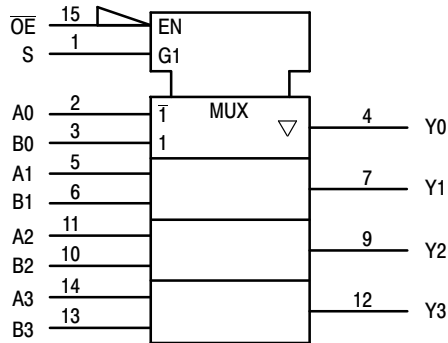 O̅E̅ 15 EN
S 1 G1
MUX
A0 2 1̅ 4 Y0
B0 3 1
A1 5 7 Y1
B1 6
A2 11 9 Y2
B2 10
A3 14 12 Y3
B3 13